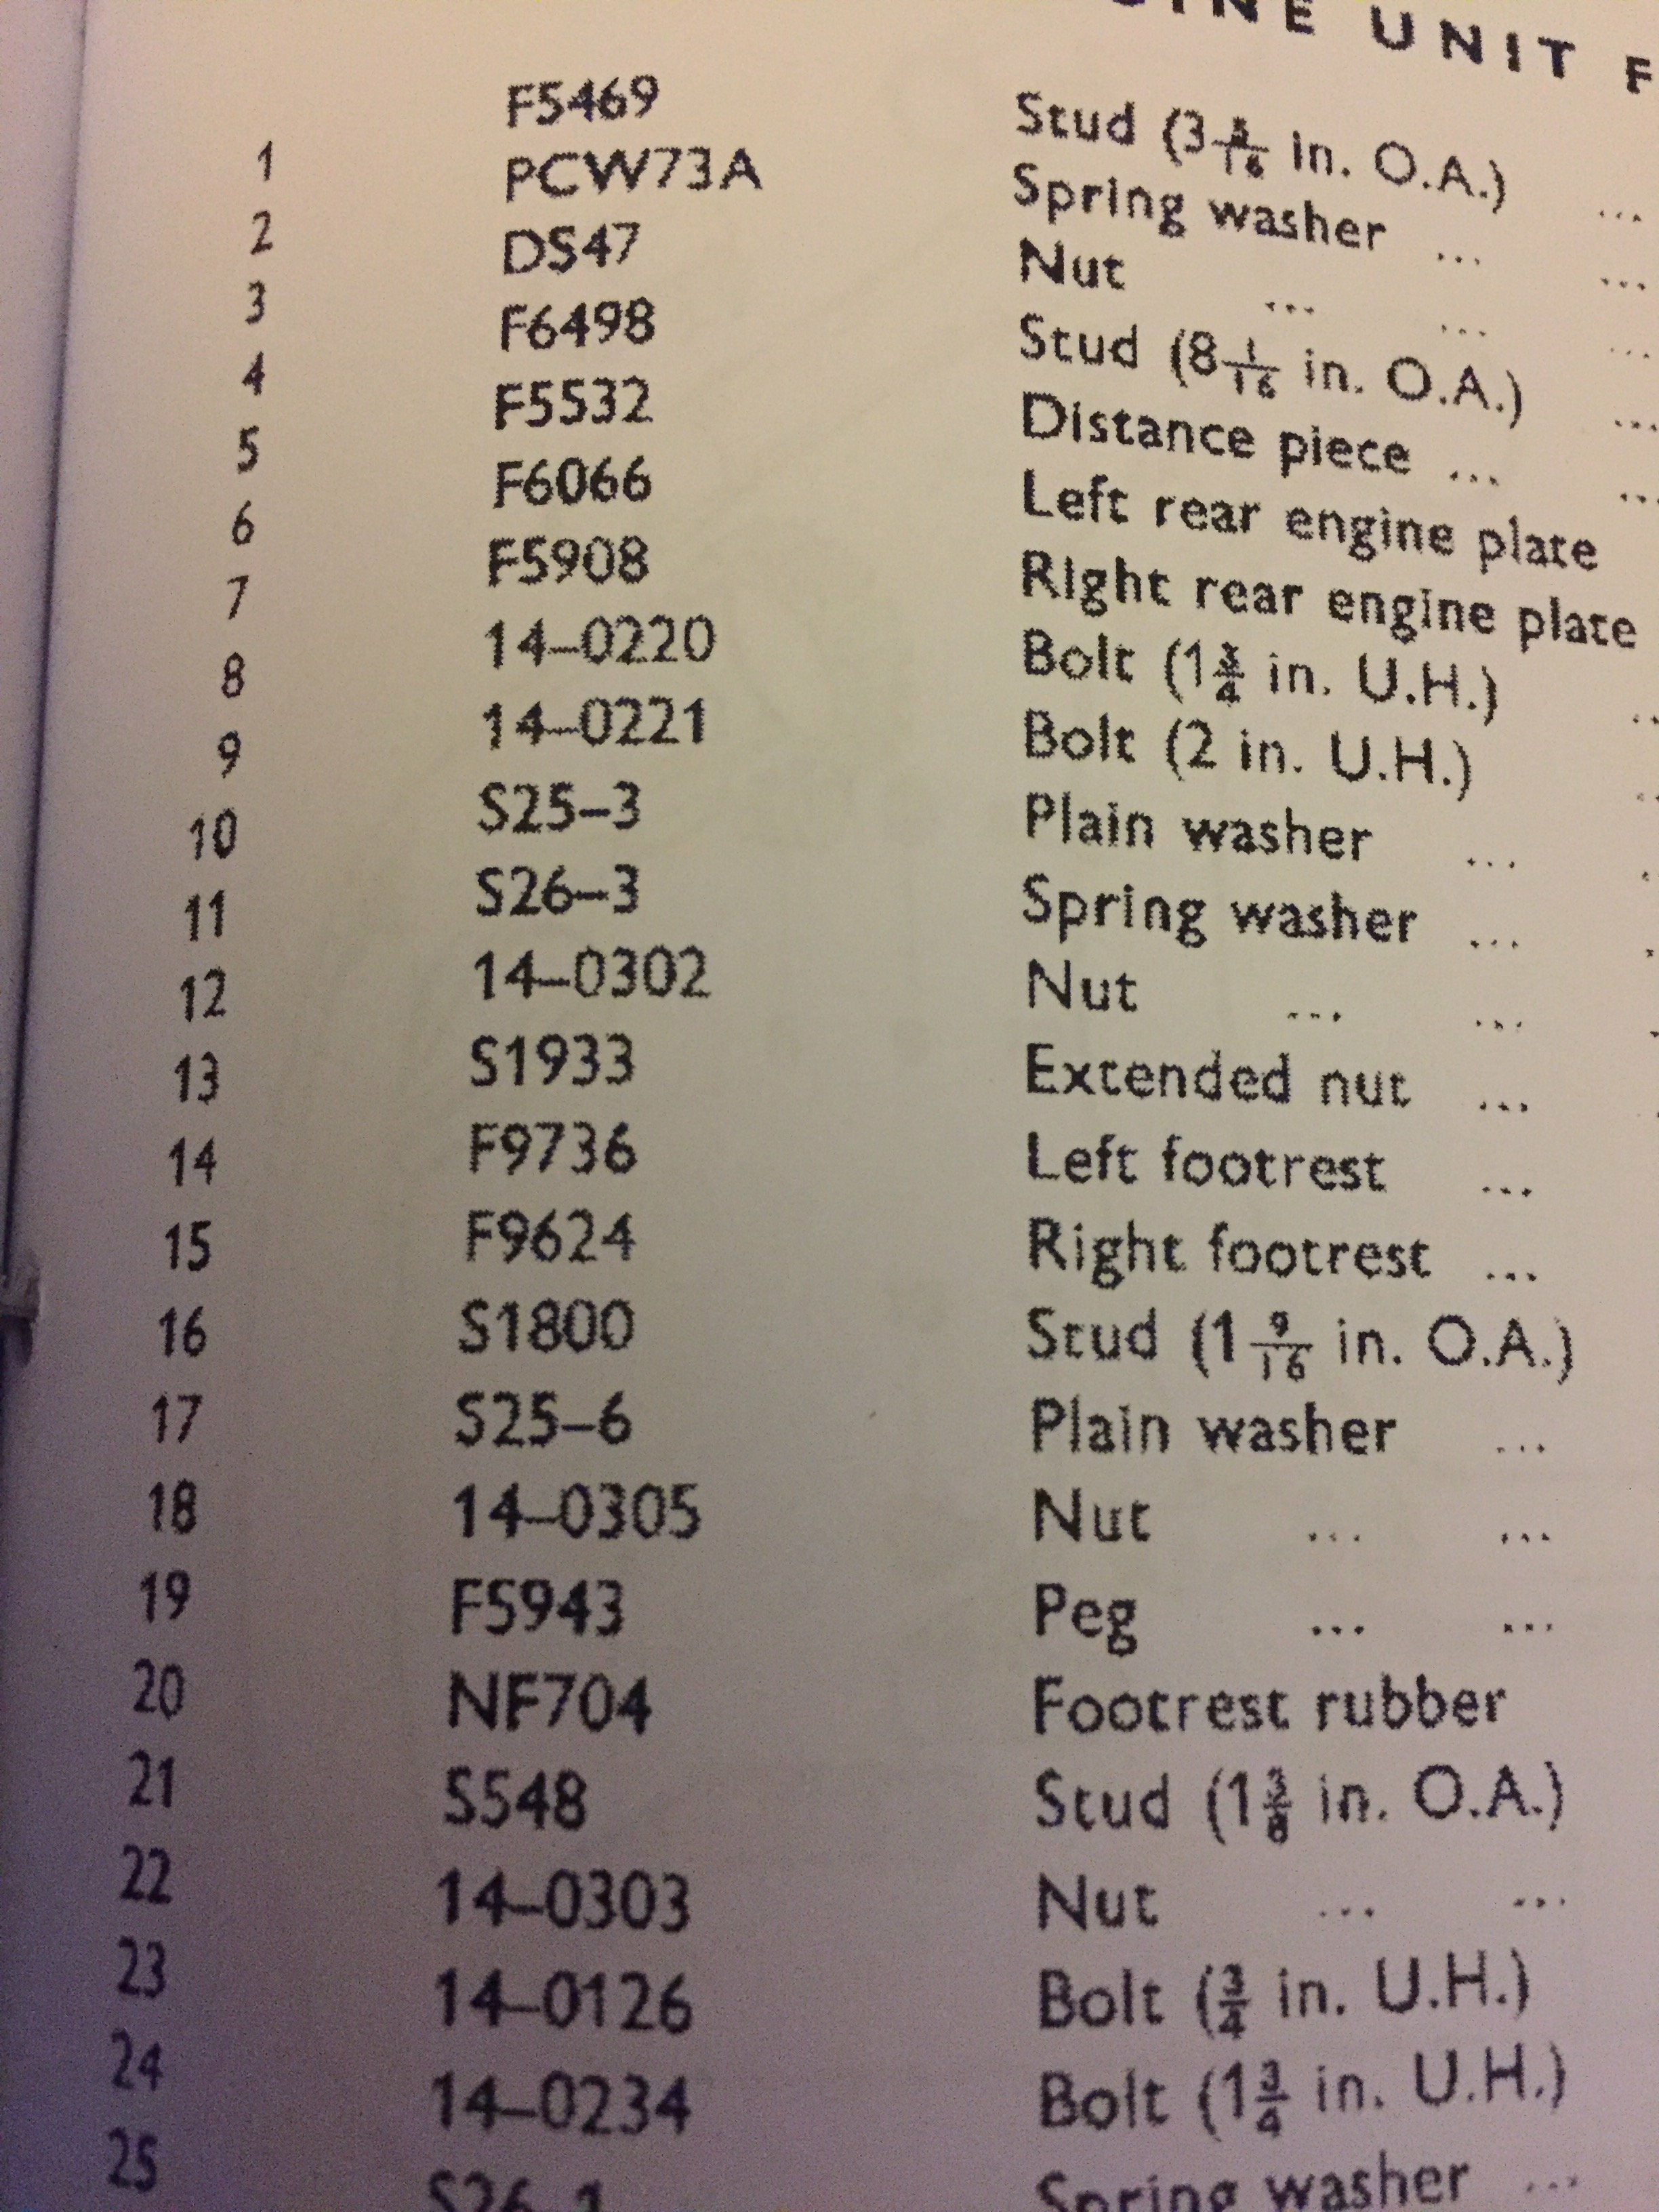 INE UNIT F
1 F5469 Stud (3 in. O.A.) ... 
2 PCW73A Spring washer ... ...
3 DS47 Nut ... ... ...
4 F6498 Stud (8 1/16 in. O.A.) ...
5 F5532 Distance piece ... ...
6 F6066 Left rear engine plate
7 F5908 Right rear engine plate
8 14–0220 Bolt (1 3/4 in. U.H.) ...
9 14–0221 Bolt (2 in. U.H.)
10 S25–3 Plain washer ...
11 S26–3 Spring washer ...
12 14–0302 Nut ... ...
13 S1933 Extended nut ...
14 F9736 Left footrest ...
15 F9624 Right footrest ...
16 S1800 Stud (1 9/16 in. O.A.)
17 S25–6 Plain washer ...
18 14–0305 Nut ... ...
19 F5943 Peg ... ...
20 NF704 Footrest rubber
21 S548 Stud (1 3/8 in. O.A.)
22 14–0303 Nut ... ...
23 14–0126 Bolt (3/4 in. U.H.)
24 14–0234 Bolt (1 3/4 in. U.H.)
25 S26–1 Spring washer ...